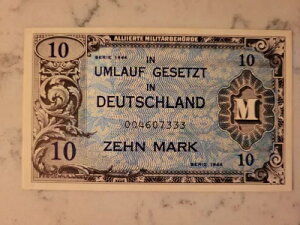 ALLIIERTE MILITÄRBEHÖRDE
10
SERIE 1944
IN
10
UMLAUF GESETZT
IN
DEUTSCHLAND
M
004607333
10
ZEHN MARK
10
SERIE 1944